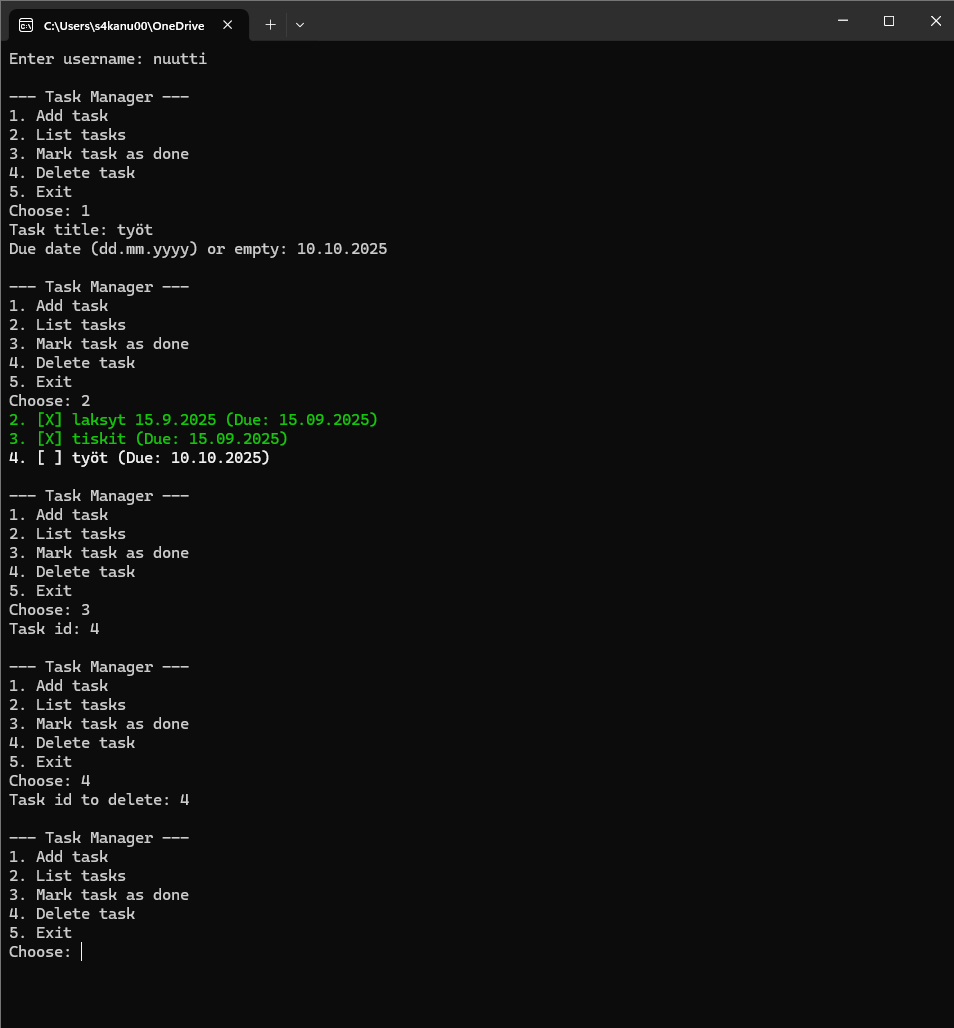 C:\Users\s4kanu00\OneDrive
Enter username: nuutti
--- Task Manager ---
1. Add task
2. List tasks
3. Mark task as done
4. Delete task
5. Exit
Choose: 1
Task title: työt
Due date (dd.mm.yyyy) or empty: 10.10.2025
--- Task Manager ---
1. Add task
2. List tasks
3. Mark task as done
4. Delete task
5. Exit
Choose: 2
2. [X] laksyt 15.9.2025 (Due: 15.09.2025)
3. [X] tiskit (Due: 15.09.2025)
4. [ ] työt (Due: 10.10.2025)
--- Task Manager ---
1. Add task
2. List tasks
3. Mark task as done
4. Delete task
5. Exit
Choose: 3
Task id: 4
--- Task Manager ---
1. Add task
2. List tasks
3. Mark task as done
4. Delete task
5. Exit
Choose: 4
Task id to delete: 4
--- Task Manager ---
1. Add task
2. List tasks
3. Mark task as done
4. Delete task
5. Exit
Choose: